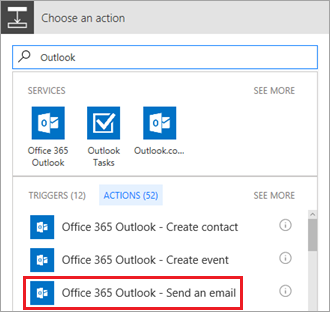 Choose an action
Outlook
SERVICES SEE MORE
Office 365 Outlook Outlook.co...
Outlook Tasks
TRIGGERS (12) ACTIONS (52) SEE MORE
Office 365 Outlook - Create contact
Office 365 Outlook - Create event
Office 365 Outlook - Send an email